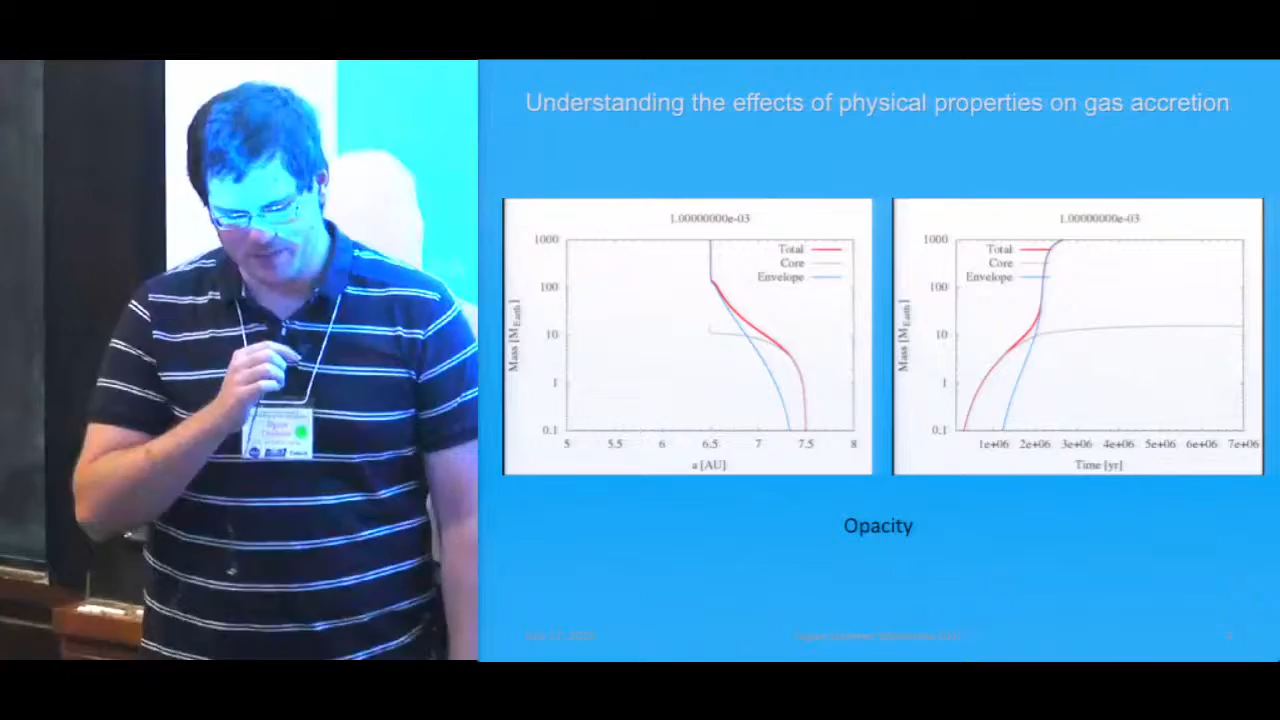 Understanding the effects of physical properties on gas accretion
1.00000000e-03
1000
100
10
1
0.1
Mass [M Earth]
Total
Core
Envelope
5 5.5 6 6.5 7 7.5 8
a [AU]
1.00000000e-03
1000
100
10
1
0.1
Mass [M Earth]
Total
Core
Envelope
1e+06 2e+06 3e+06 4e+06 5e+06 6e+06 7e+06
Time [yr]
Opacity